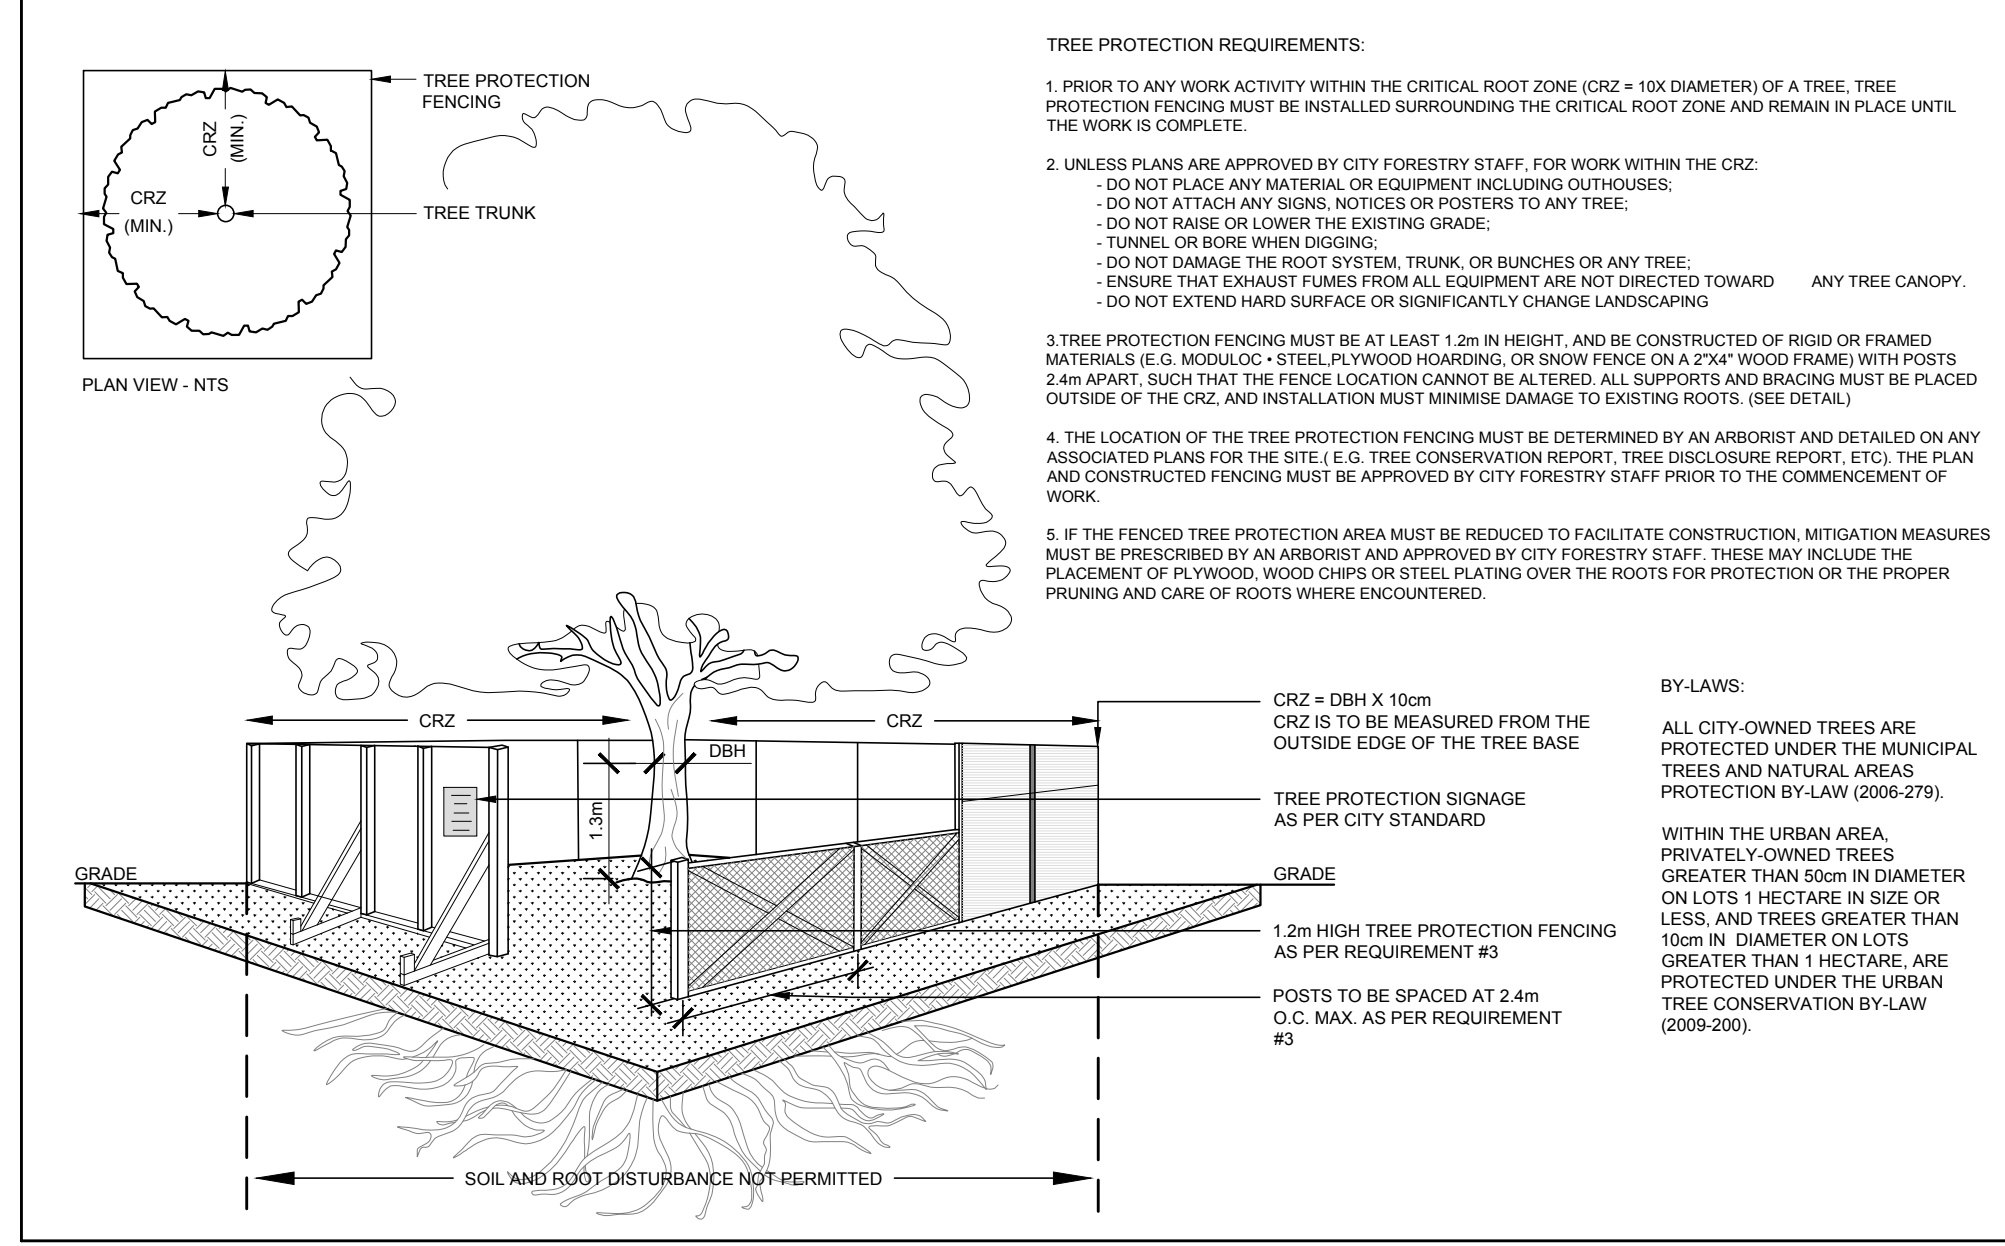 TREE PROTECTION
FENCING
CRZ
(MIN.)
CRZ
(MIN.)
TREE TRUNK
PLAN VIEW - NTS
TREE PROTECTION REQUIREMENTS:
1. PRIOR TO ANY WORK ACTIVITY WITHIN THE CRITICAL ROOT ZONE (CRZ = 10X DIAMETER) OF A TREE, TREE
PROTECTION FENCING MUST BE INSTALLED SURROUNDING THE CRITICAL ROOT ZONE AND REMAIN IN PLACE UNTIL
THE WORK IS COMPLETE.
2. UNLESS PLANS ARE APPROVED BY CITY FORESTRY STAFF, FOR WORK WITHIN THE CRZ:
- DO NOT PLACE ANY MATERIAL OR EQUIPMENT INCLUDING OUTHOUSES;
- DO NOT ATTACH ANY SIGNS, NOTICES OR POSTERS TO ANY TREE;
- DO NOT RAISE OR LOWER THE EXISTING GRADE;
- TUNNEL OR BORE WHEN DIGGING;
- DO NOT DAMAGE THE ROOT SYSTEM, TRUNK, OR BUNCHES OR ANY TREE;
- ENSURE THAT EXHAUST FUMES FROM ALL EQUIPMENT ARE NOT DIRECTED TOWARD ANY TREE CANOPY.
- DO NOT EXTEND HARD SURFACE OR SIGNIFICANTLY CHANGE LANDSCAPING
3.TREE PROTECTION FENCING MUST BE AT LEAST 1.2m IN HEIGHT, AND BE CONSTRUCTED OF RIGID OR FRAMED
MATERIALS (E.G. MODULOC • STEEL,PLYWOOD HOARDING, OR SNOW FENCE ON A 2"X4" WOOD FRAME) WITH POSTS
2.4m APART, SUCH THAT THE FENCE LOCATION CANNOT BE ALTERED. ALL SUPPORTS AND BRACING MUST BE PLACED
OUTSIDE OF THE CRZ, AND INSTALLATION MUST MINIMISE DAMAGE TO EXISTING ROOTS. (SEE DETAIL)
4. THE LOCATION OF THE TREE PROTECTION FENCING MUST BE DETERMINED BY AN ARBORIST AND DETAILED ON ANY
ASSOCIATED PLANS FOR THE SITE.( E.G. TREE CONSERVATION REPORT, TREE DISCLOSURE REPORT, ETC). THE PLAN
AND CONSTRUCTED FENCING MUST BE APPROVED BY CITY FORESTRY STAFF PRIOR TO THE COMMENCEMENT OF
WORK.
5. IF THE FENCED TREE PROTECTION AREA MUST BE REDUCED TO FACILITATE CONSTRUCTION, MITIGATION MEASURES
MUST BE PRESCRIBED BY AN ARBORIST AND APPROVED BY CITY FORESTRY STAFF. THESE MAY INCLUDE THE
PLACEMENT OF PLYWOOD, WOOD CHIPS OR STEEL PLATING OVER THE ROOTS FOR PROTECTION OR THE PROPER
PRUNING AND CARE OF ROOTS WHERE ENCOUNTERED.
CRZ
CRZ
DBH
1.3m
GRADE
GRADE
CRZ = DBH X 10cm
CRZ IS TO BE MEASURED FROM THE
OUTSIDE EDGE OF THE TREE BASE
TREE PROTECTION SIGNAGE
AS PER CITY STANDARD
1.2m HIGH TREE PROTECTION FENCING
AS PER REQUIREMENT #3
POSTS TO BE SPACED AT 2.4m
O.C. MAX. AS PER REQUIREMENT
#3
SOIL AND ROOT DISTURBANCE NOT PERMITTED
BY-LAWS:
ALL CITY-OWNED TREES ARE
PROTECTED UNDER THE MUNICIPAL
TREES AND NATURAL AREAS
PROTECTION BY-LAW (2006-279).
WITHIN THE URBAN AREA,
PRIVATELY-OWNED TREES
GREATER THAN 50cm IN DIAMETER
ON LOTS 1 HECTARE IN SIZE OR
LESS, AND TREES GREATER THAN
10cm IN DIAMETER ON LOTS
GREATER THAN 1 HECTARE, ARE
PROTECTED UNDER THE URBAN
TREE CONSERVATION BY-LAW
(2009-200).